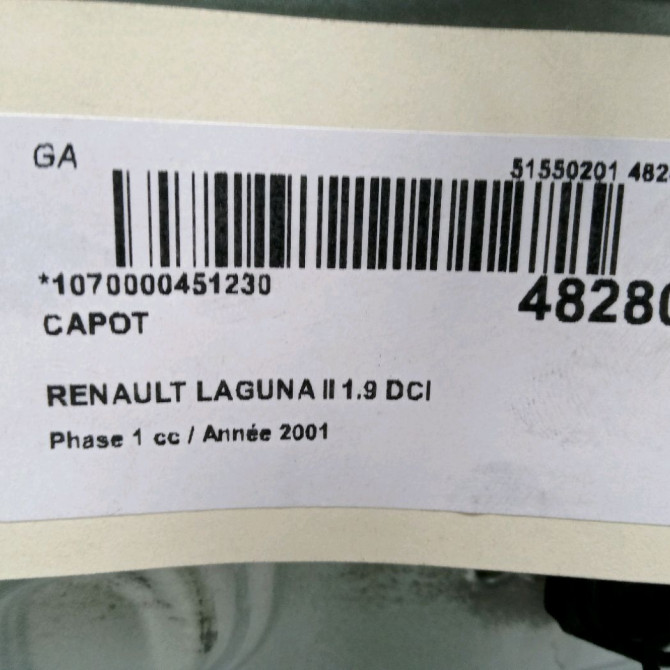 GA
51550201 482
*1070000451230
48280
CAPOT
RENAULT LAGUNA II 1.9 DCI
Phase 1 cc / Année 2001